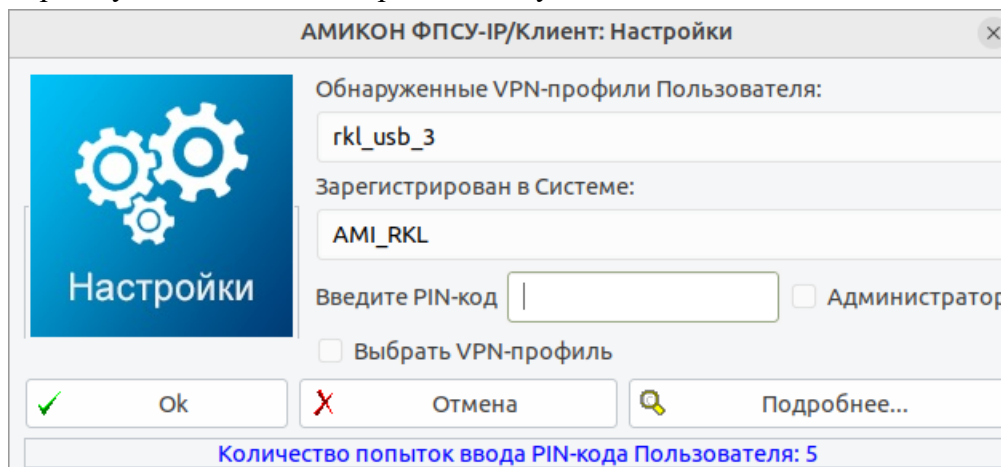 АМИКОН ФПСУ-IP/Клиент: Настройки
Обнаруженные VPN-профили Пользователя:
rkl_usb_3
Зарегистрирован в Системе:
AMI_RKL
Настройки
Введите PIN-код
Администратор
Выбрать VPN-профиль
Ok
Отмена
Подробнее...
Количество попыток ввода PIN-кода Пользователя: 5